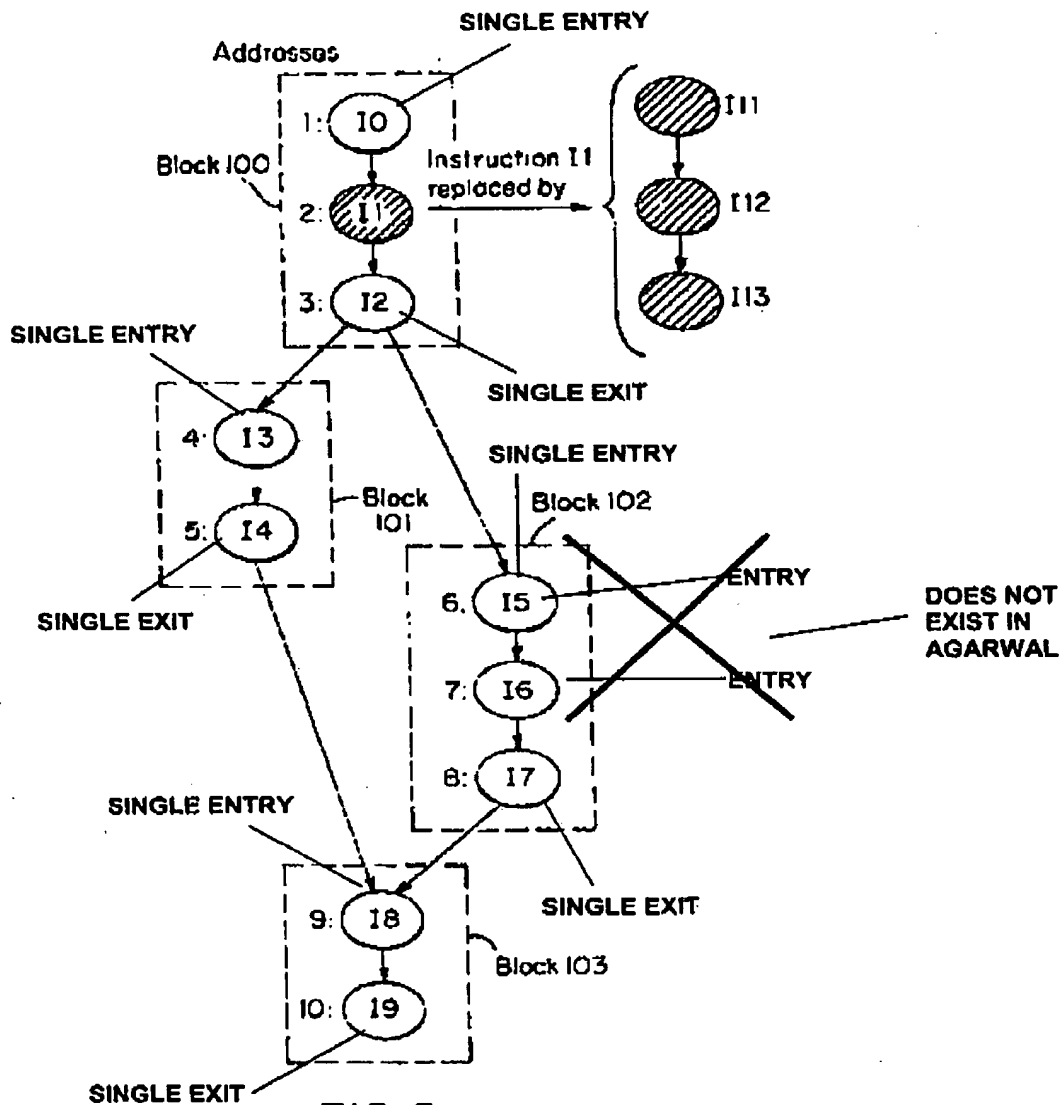 SINGLE ENTRY
Addresses
1: I0
I11
Block 100
Instruction I1
replaced by
2: I1
I12
3: I2
I13
SINGLE ENTRY
SINGLE EXIT
4: I3
SINGLE ENTRY
Block
101
Block 102
5: I4
ENTRY
6. I5
DOES NOT
EXIST IN
AGARWAL
SINGLE EXIT
7: I6
ENTRY
8: I7
SINGLE ENTRY
SINGLE EXIT
9: I8
Block 103
10: I9
SINGLE EXIT